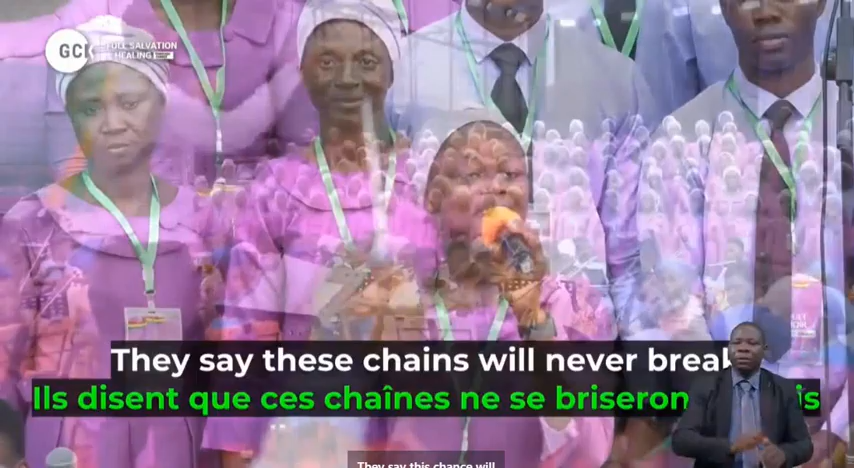 GCK
FULL SALVATION
HEALING
They say these chains will never break
Ils disent que ces chaînes ne se briseron
is
They say this chance will